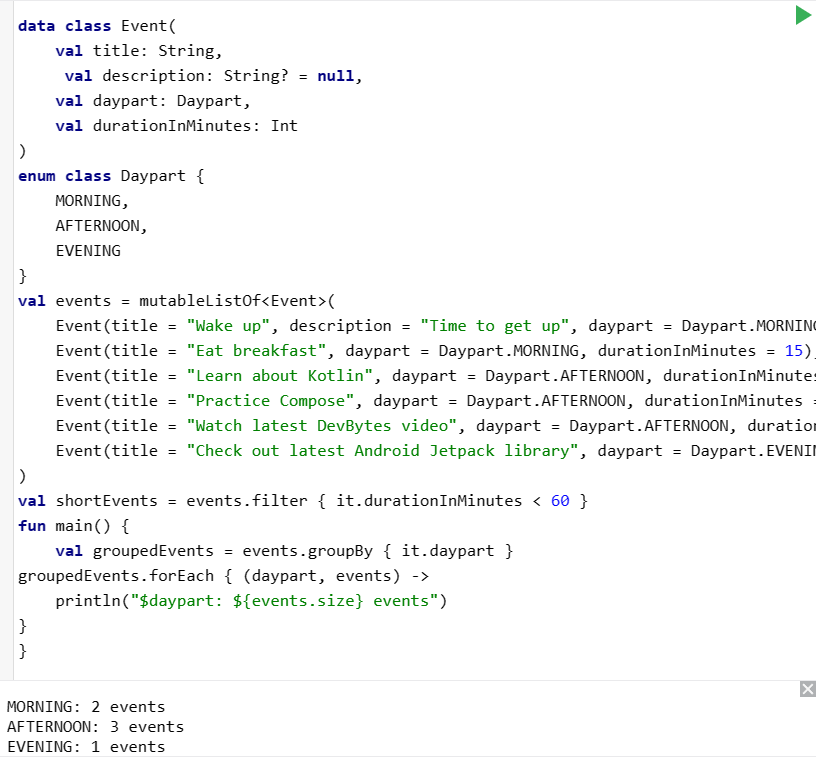 data class Event(
    val title: String,
     val description: String? = null,
    val daypart: Daypart,
    val durationInMinutes: Int
)
enum class Daypart {
    MORNING,
    AFTERNOON,
    EVENING
}
val events = mutableListOf<Event>(
    Event(title = "Wake up", description = "Time to get up", daypart = Daypart.MORNING
    Event(title = "Eat breakfast", daypart = Daypart.MORNING, durationInMinutes = 15),
    Event(title = "Learn about Kotlin", daypart = Daypart.AFTERNOON, durationInMinutes
    Event(title = "Practice Compose", daypart = Daypart.AFTERNOON, durationInMinutes =
    Event(title = "Watch latest DevBytes video", daypart = Daypart.AFTERNOON, duration
    Event(title = "Check out latest Android Jetpack library", daypart = Daypart.EVENIN
)
val shortEvents = events.filter { it.durationInMinutes < 60 }
fun main() {
    val groupedEvents = events.groupBy { it.daypart }
groupedEvents.forEach { (daypart, events) ->
    println("$daypart: ${events.size} events")
}
}
MORNING: 2 events
AFTERNOON: 3 events
EVENING: 1 events